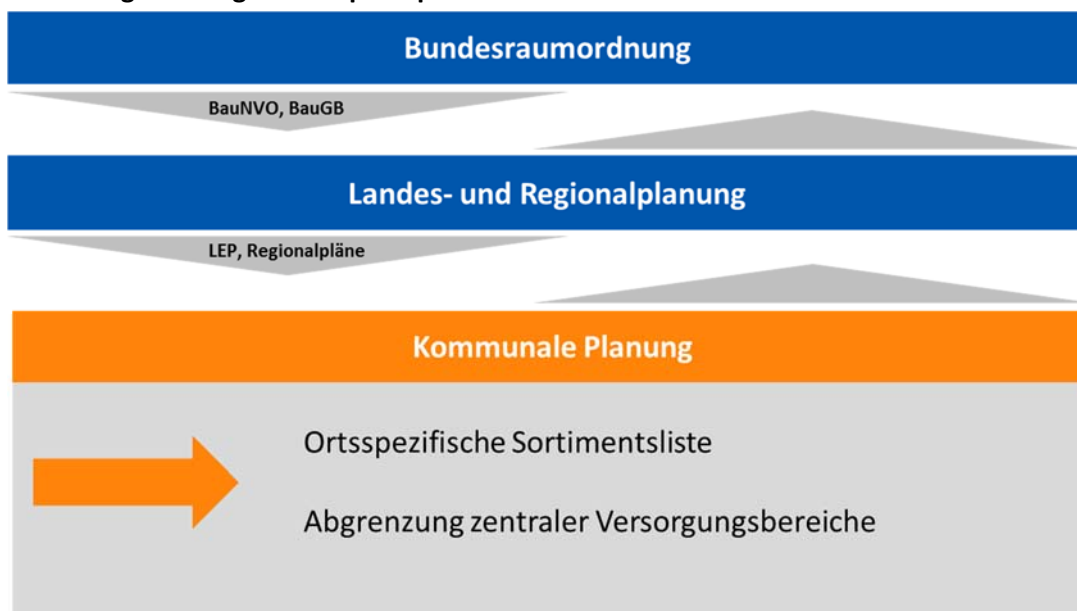 Bundesraumordnung
BauNVO, BauGB
Landes- und Regionalplanung
LEP, Regionalpläne
Kommunale Planung
Ortsspezifische Sortimentsliste
Abgrenzung zentraler Versorgungsbereiche